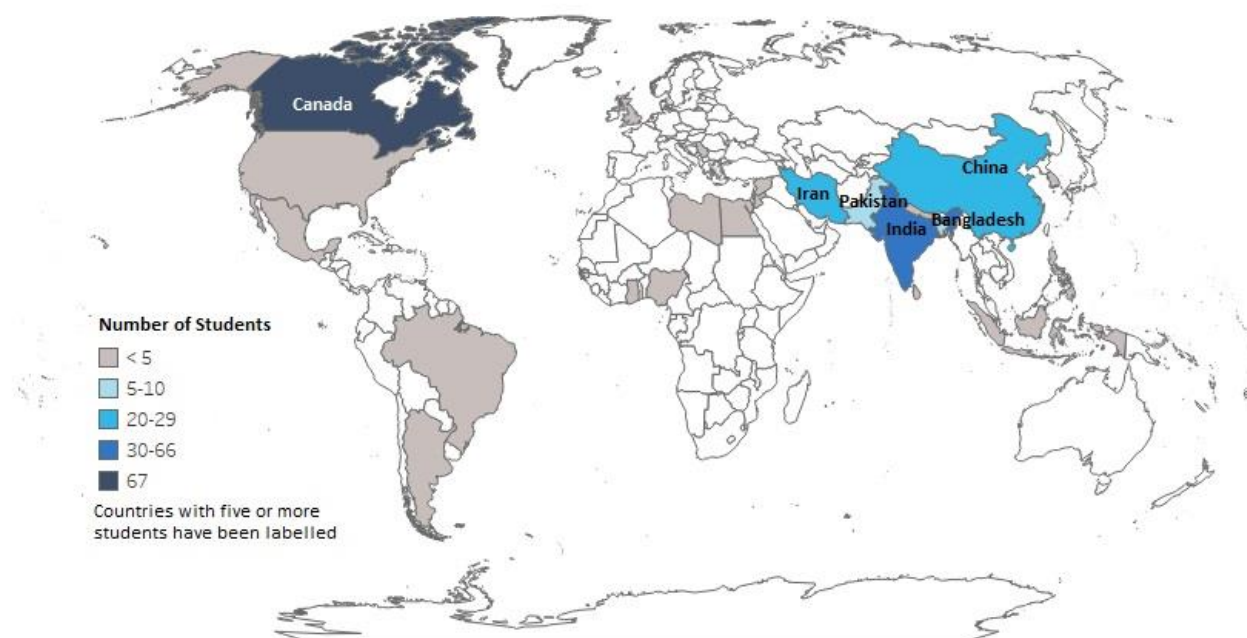 Canada
China
Iran
Pakistan
India
Bangladesh
Number of Students
< 5
5-10
20-29
30-66
67
Countries with five or more
students have been labelled